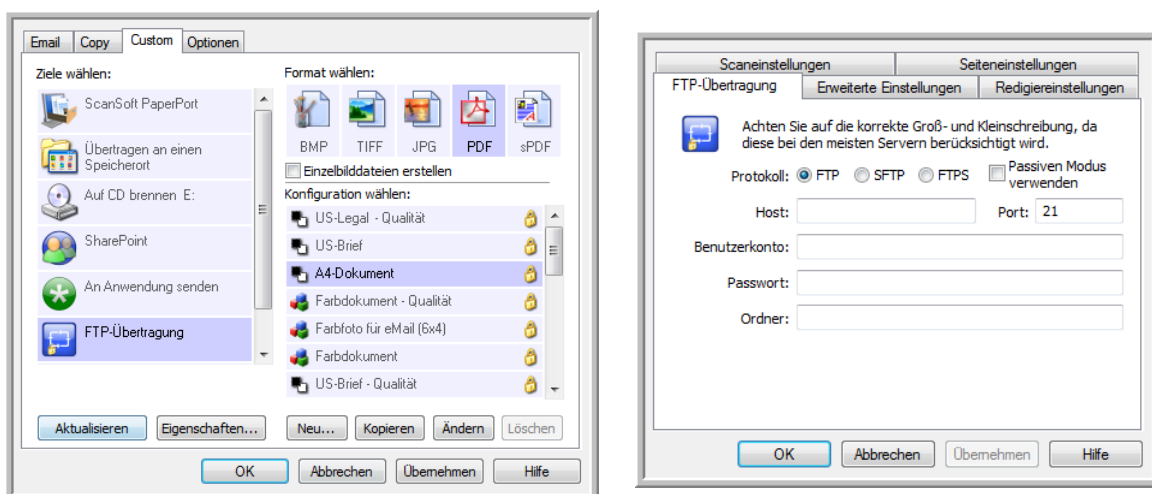 Email Copy Custom Optionen
Ziele wählen:
ScanSoft PaperPort
Übertragen an einen
Speicherort
Auf CD brennen E:
SharePoint
An Anwendung senden
FTP-Übertragung
Format wählen:
BMP TIFF JPG PDF sPDF
Einzelbilddateien erstellen
Konfiguration wählen:
US-Legal - Qualität
US-Brief
A4-Dokument
Farbdokument - Qualität
Farbfoto für eMail (6x4)
Farbdokument
US-Brief - Qualität
Aktualisieren Eigenschaften... Neu... Kopieren Ändern Löschen
OK Abbrechen Übernehmen Hilfe
Scaneinstellungen Seiteneinstellungen
FTP-Übertragung Erweiterte Einstellungen Redigiereinstellungen
Achten Sie auf die korrekte Groß- und Kleinschreibung, da
diese bei den meisten Servern berücksichtigt wird.
Protokoll: FTP SFTP FTPS Passiven Modus
verwenden
Host: Port: 21
Benutzerkonto:
Passwort:
Ordner:
OK Abbrechen Übernehmen Hilfe